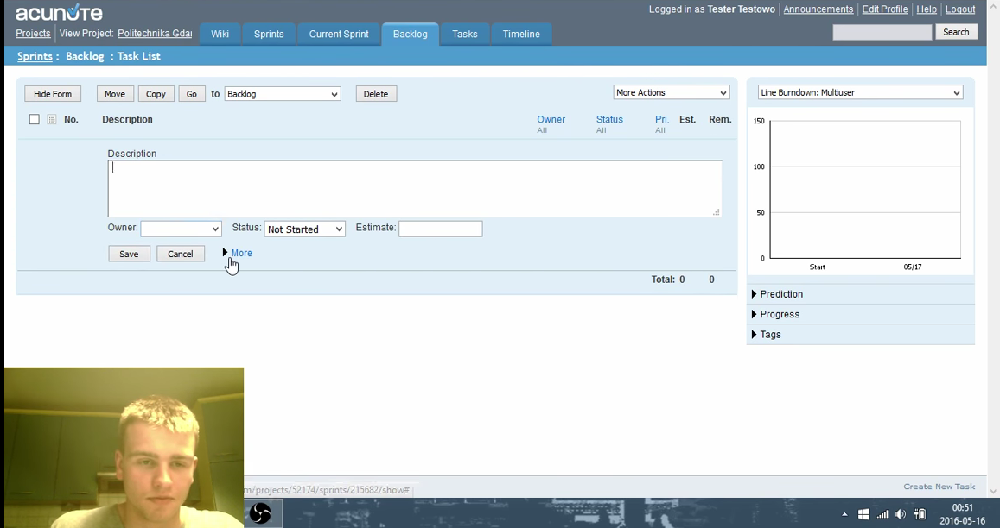 acunote
Logged in as Tester Testowo Announcements Edit Profile Help Logout
Projects View Project: Politechnika Gdai Wiki Sprints Current Sprint Backlog Tasks Timeline Search
Sprints : Backlog : Task List
Hide Form Move Copy Go to Backlog Delete More Actions
No. Description Owner Status Pri. Est. Rem.
All All All
Description
Owner: Status: Not Started Estimate:
Save Cancel More
Total: 0 0
Line Burndown: Multiuser
150
100
50
0
Start 05/17
Prediction
Progress
Tags
m/projects/52174/sprints/215682/show#
Create New Task
00:51
2016-05-16